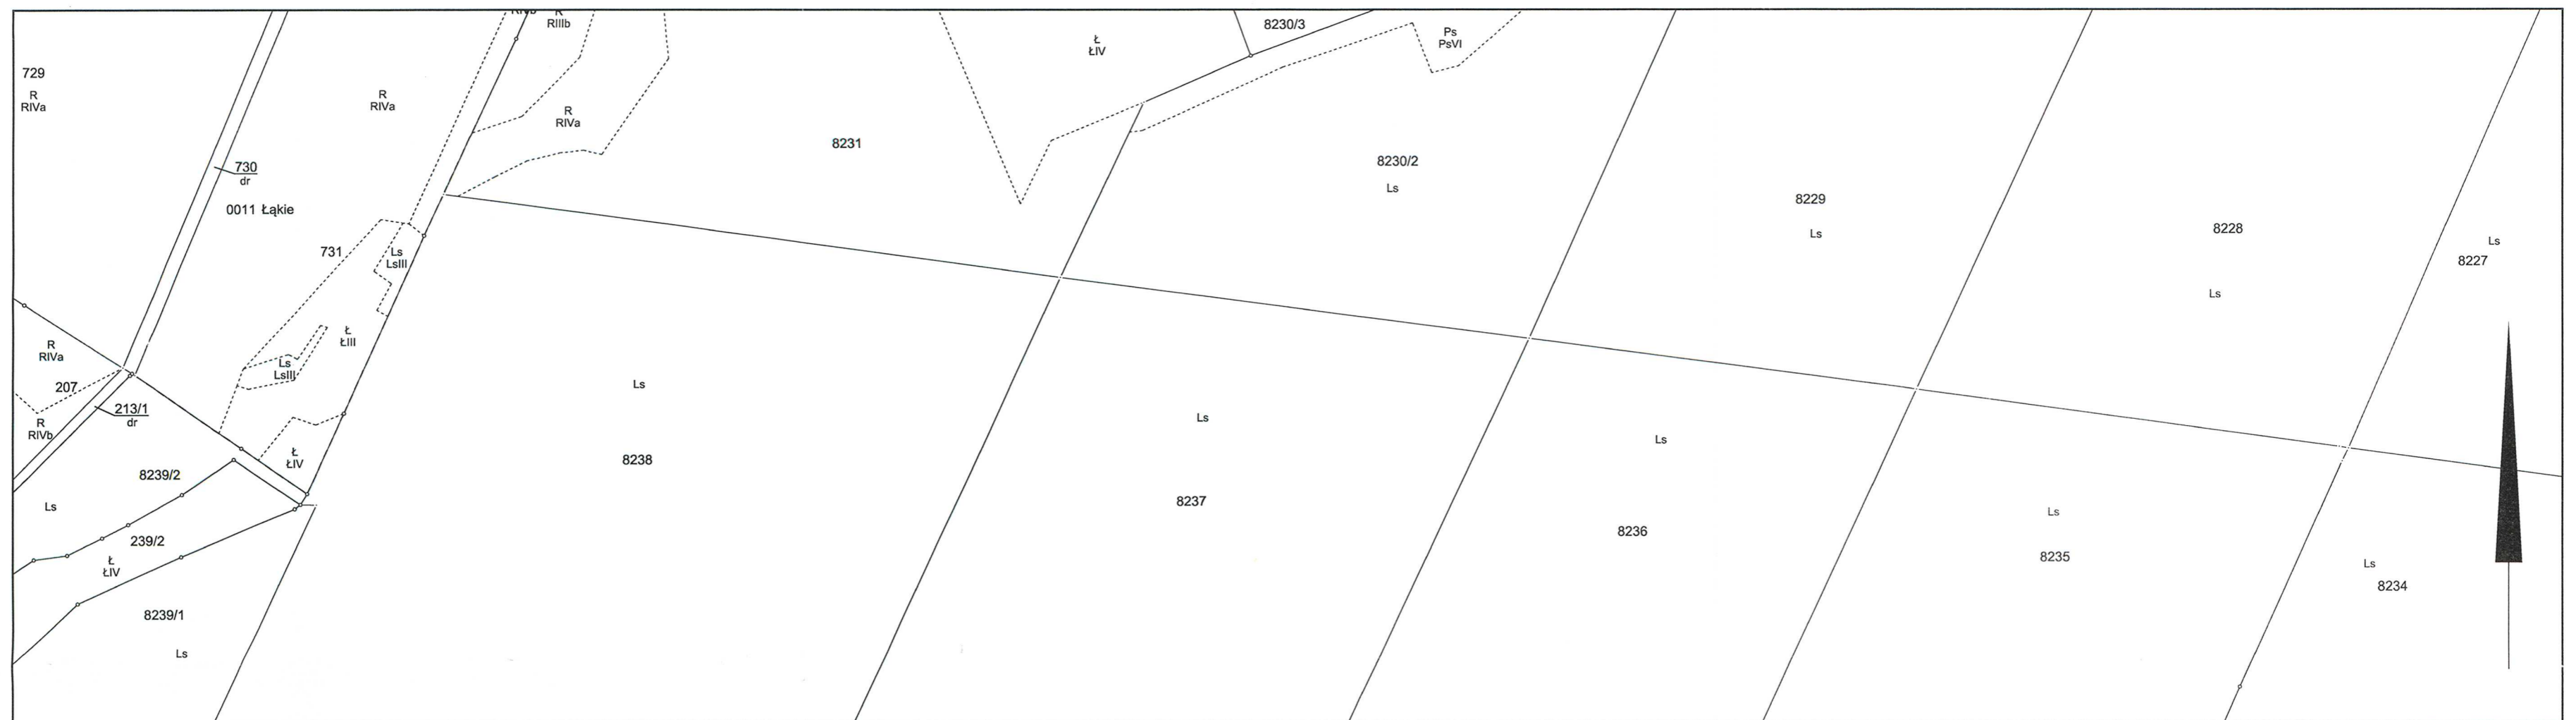 RIVb
R
RIIIb
8230/3
Ł
ŁIV
Ps
PsVI
729
R
RIVa
R
RIVa
R
RIVa
8231
8230/2
Ls
730
dr
0011 Łąkie
8229
Ls
8228
Ls
Ls
8227
731
Ls
LsIII
Ł
ŁIII
R
RIVa
207
Ls
LsIII
213/1
dr
R
RIVb
Ls
8238
Ls
8237
Ls
8236
Ł
ŁIV
8239/2
Ls
239/2
Ł
ŁIV
Ls
8235
Ls
8234
8239/1
Ls